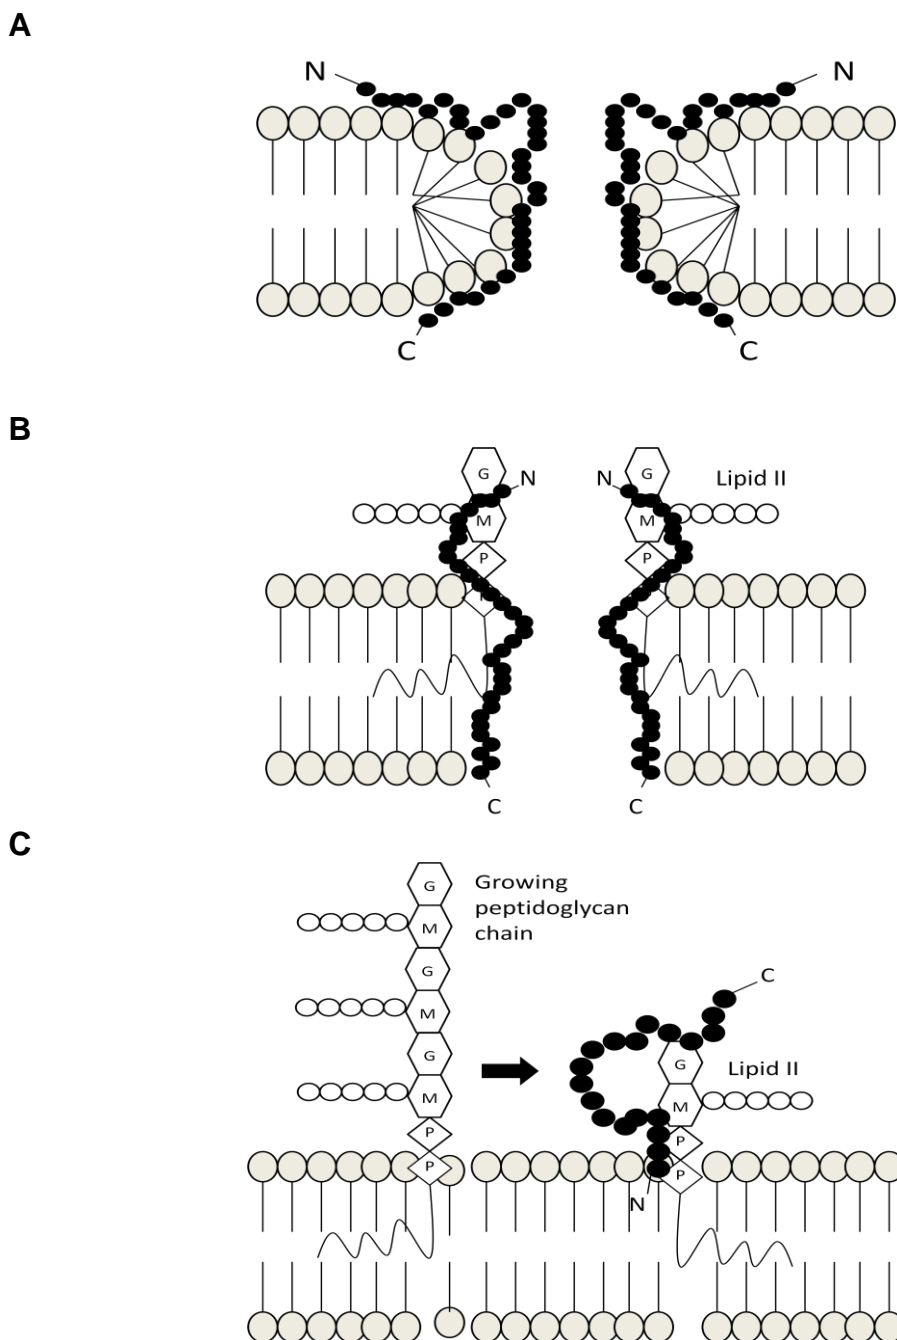 A
N N
C C
B
G N N G Lipid II
M M
P P
C C
C
G Growing
peptidoglycan
M chain
G
C
M
G G Lipid II
M M
P P
P P
N